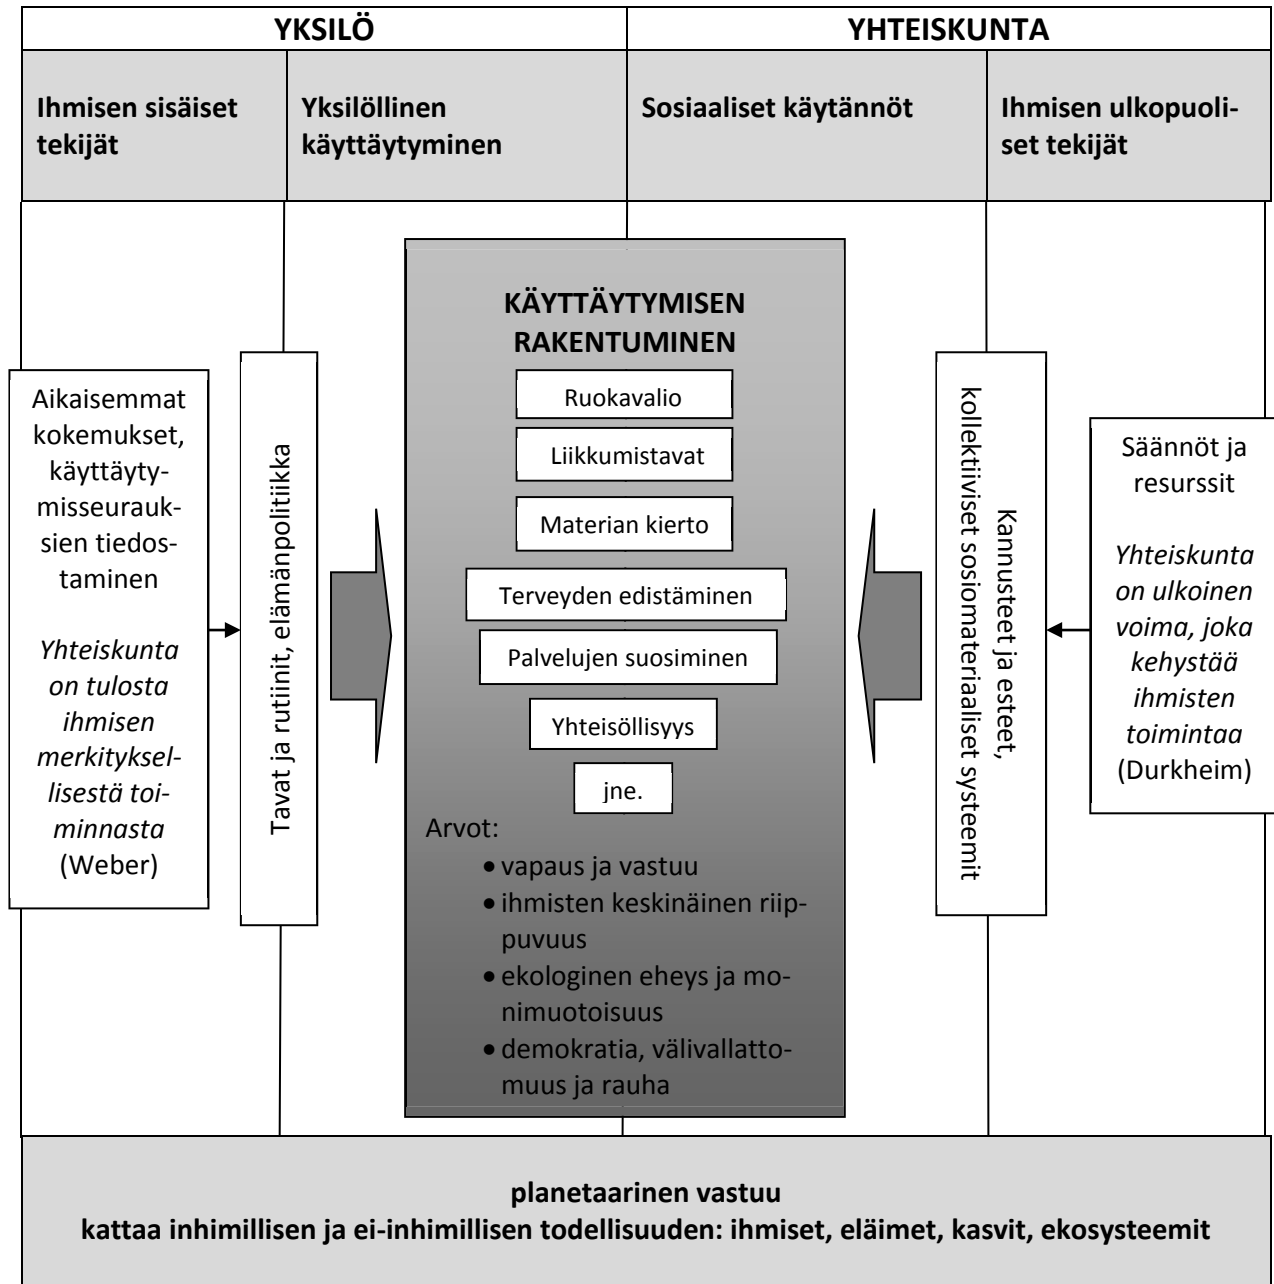 YKSILÖ
YHTEISKUNTA
Ihmisen sisäiset
tekijät
Yksilöllinen
käyttäytyminen
Sosiaaliset käytännöt
Ihmisen ulkopuoli-
set tekijät
Aikaisemmat
kokemukset,
käyttäyty-
misseurauk-
sien tiedos-
taminen
Yhteiskunta
on tulosta
ihmisen
merkityksel-
lisestä toi-
minnasta
(Weber)
Tavat ja rutiinit, elämänpolitiikka
KÄYTTÄYTYMISEN
RAKENTUMINEN
Ruokavalio
Liikkumistavat
Materian kierto
Terveyden edistäminen
Palvelujen suosiminen
Yhteisöllisyys
jne.
Arvot:
• vapaus ja vastuu
• ihmisten keskinäinen riip-
puvuus
• ekologinen eheys ja mo-
nimuotoisuus
• demokratia, välivallatto-
muus ja rauha
Kannusteet ja esteet,
kollektiiviset sosiomateriaaliset systeemit
Säännöt ja
resurssit
Yhteiskunta
on ulkoinen
voima, joka
kehystää
ihmisten
toimintaa
(Durkheim)
planetaarinen vastuu
kattaa inhimillisen ja ei-inhimillisen todellisuuden: ihmiset, eläimet, kasvit, ekosysteemit